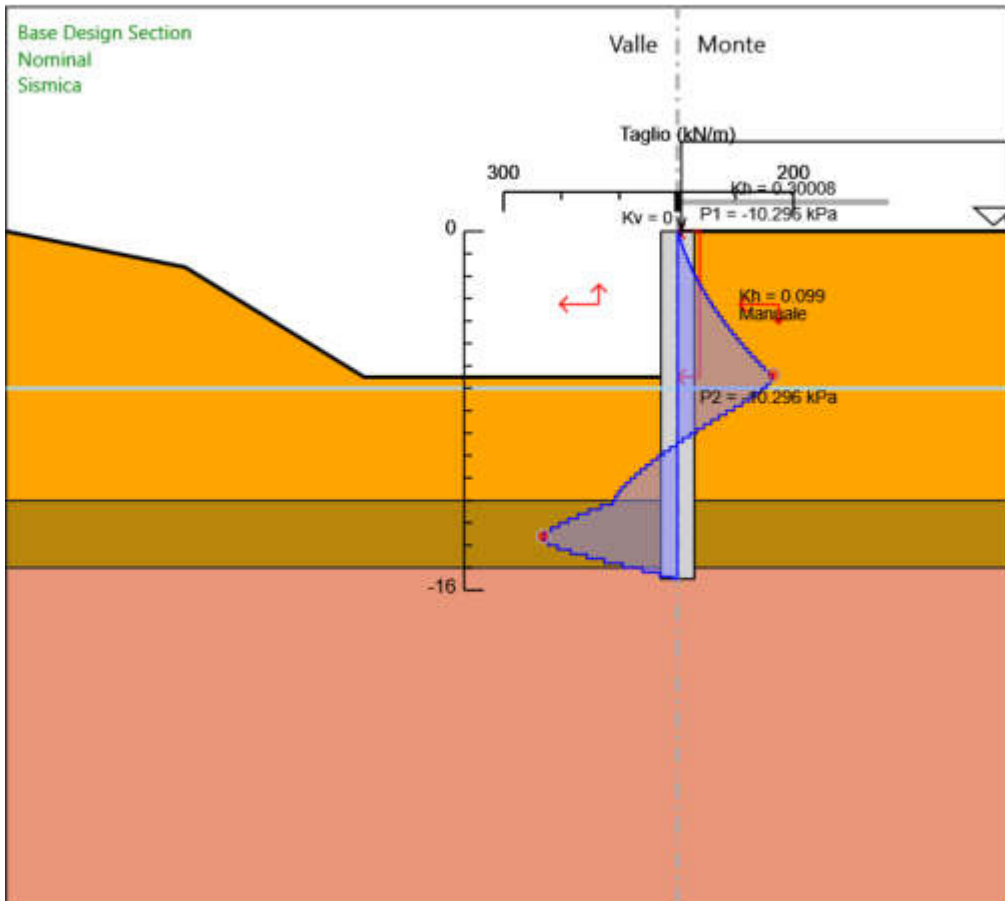 Base Design Section
Nominal
Sismica
Valle
Monte
Taglio (kN/m)
300
200
Kh = 0.30008
Kv = 0
P1 = -10.296 kPa
0
Kh = 0.099
Manuale
P2 = -10.296 kPa
-16